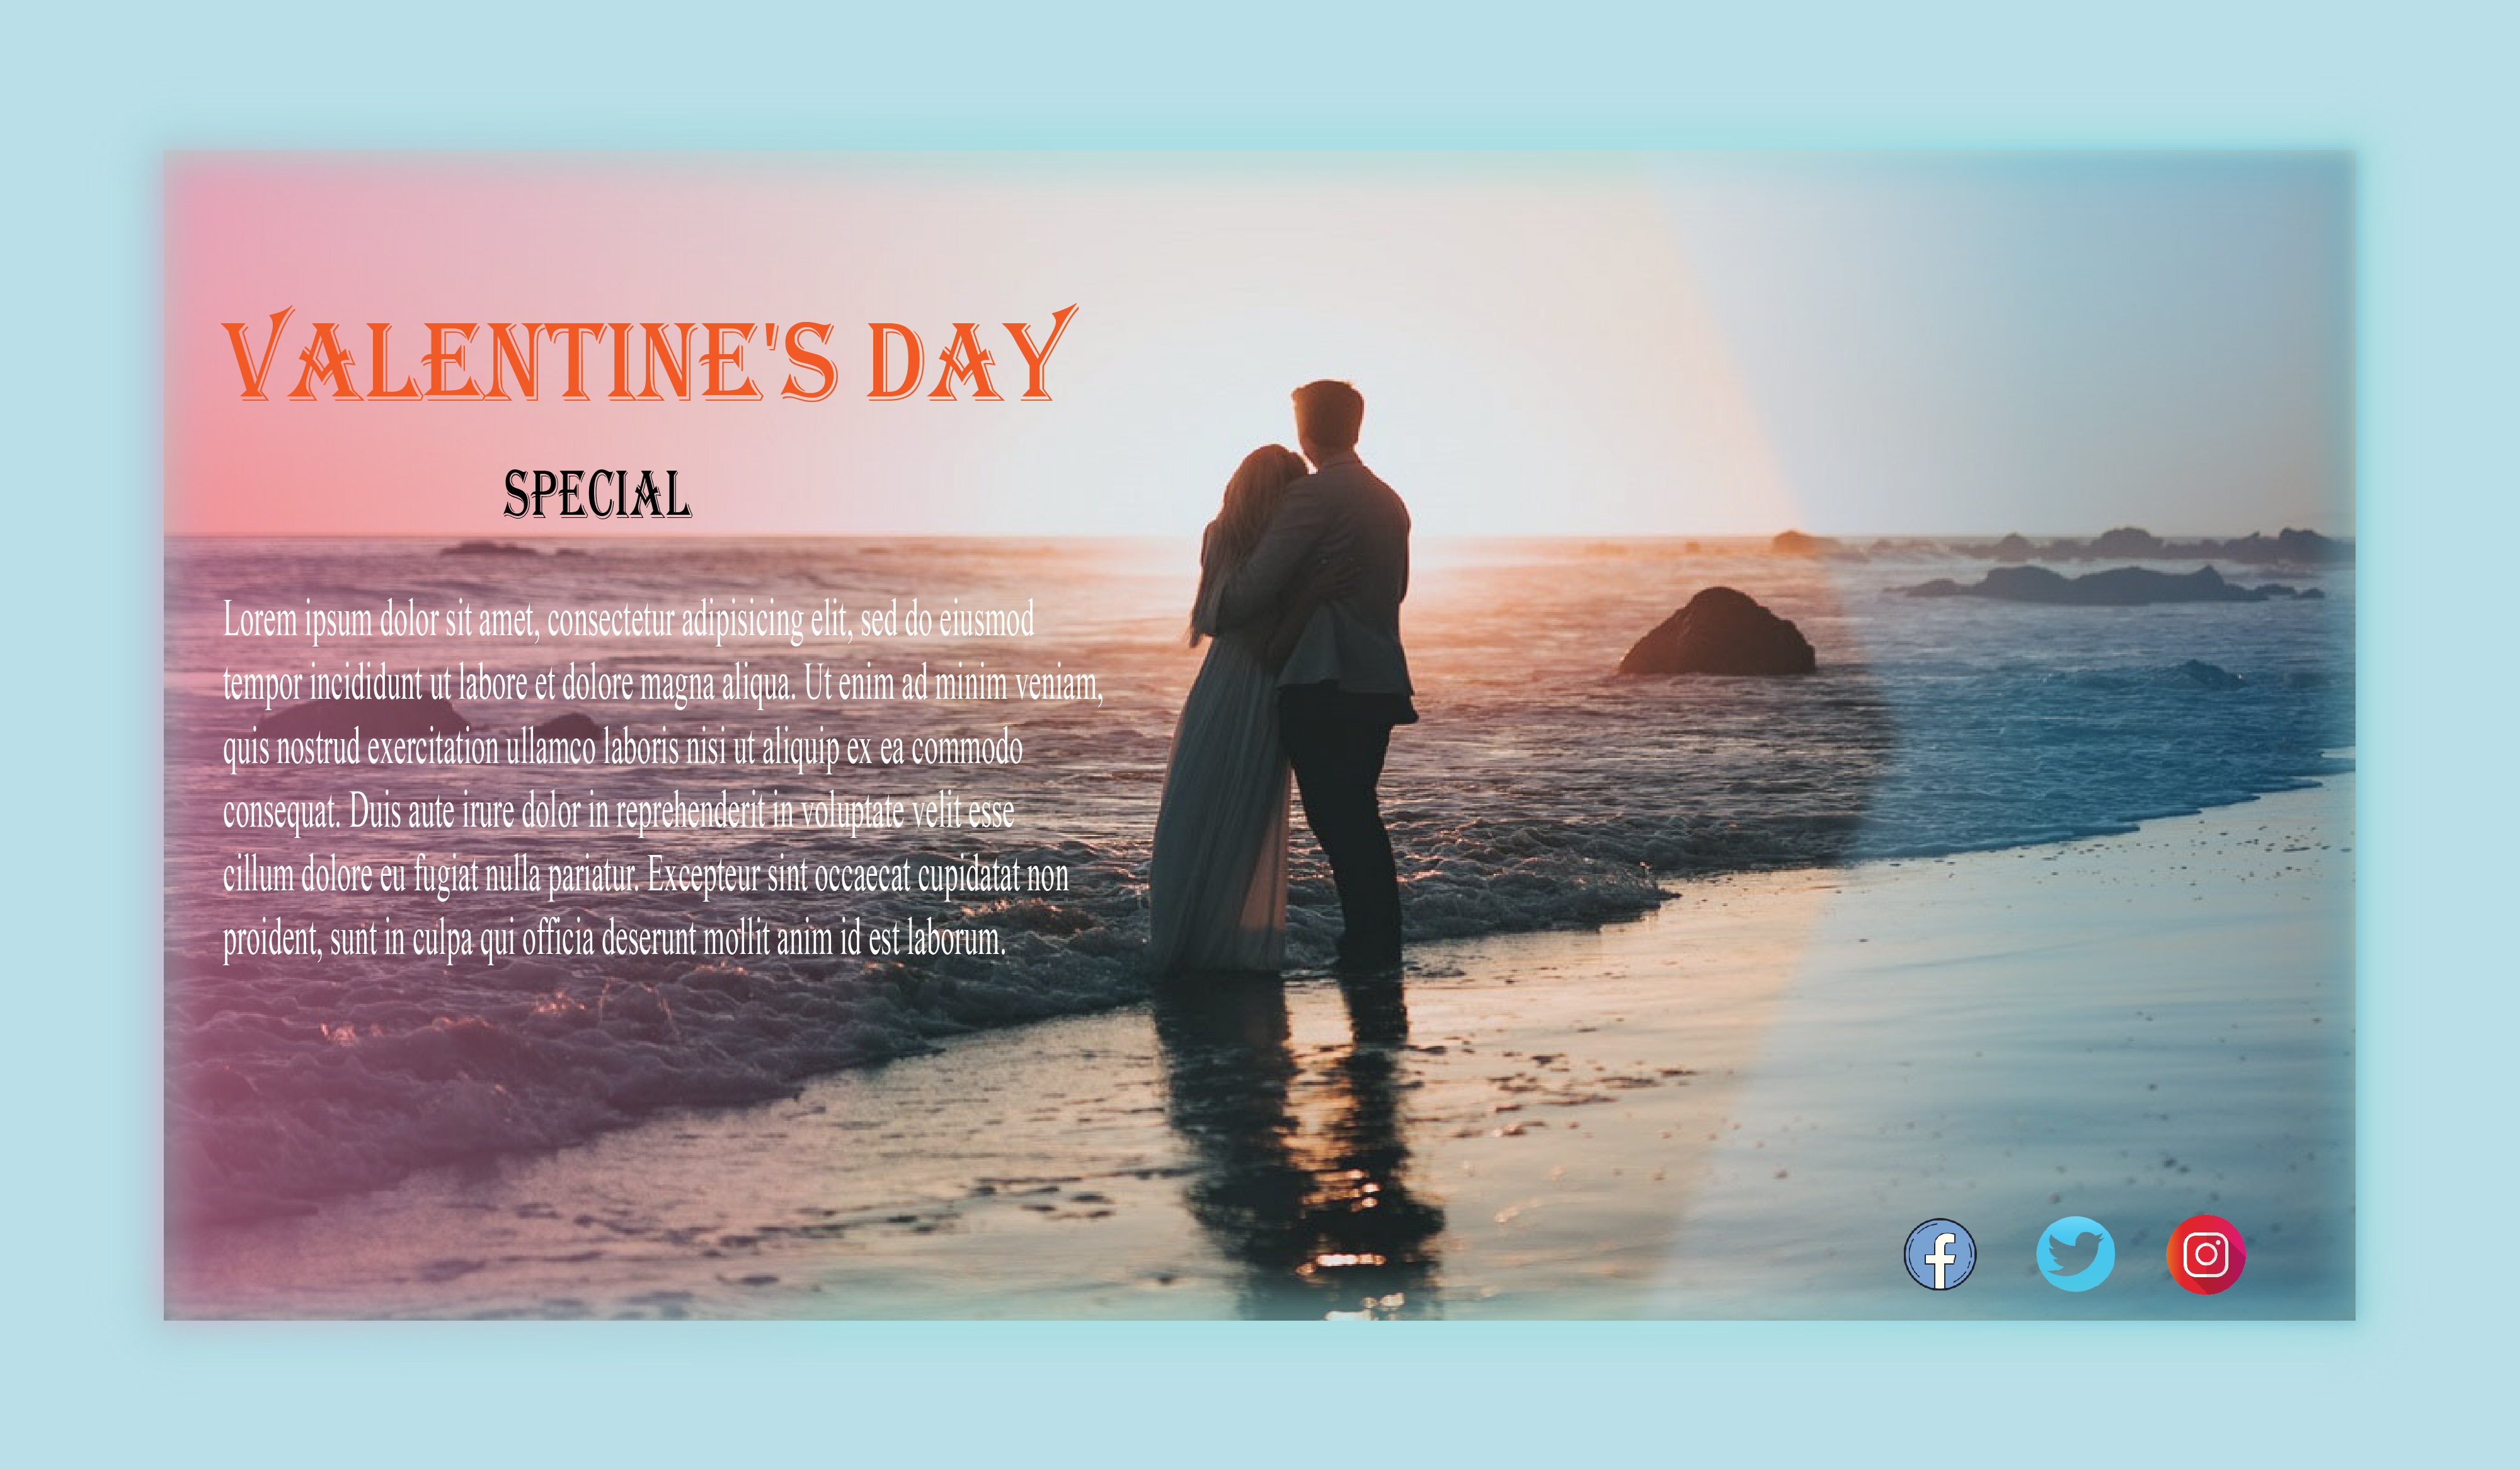 VALENTINE'S DAY
SPECIAL
Lorem ipsum dolor sit amet, consectetur adipisicing elit, sed do eiusmod
tempor incididunt ut labore et dolore magna aliqua. Ut enim ad minim veniam,
quis nostrud exercitation ullamco laboris nisi ut aliquip ex ea commodo
consequat. Duis aute irure dolor in reprehenderit in voluptate velit esse
cillum dolore eu fugiat nulla pariatur. Excepteur sint occaecat cupidatat non
proident, sunt in culpa qui officia deserunt mollit anim id est laborum.